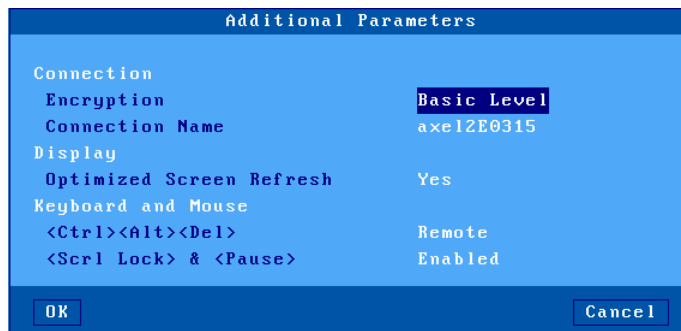 Additional Parameters
Connection
Encryption Basic Level
Connection Name axel2E0315
Display
Optimized Screen Refresh Yes
Keyboard and Mouse
<Ctrl><Alt><Del> Remote
<Scrl Lock> & <Pause> Enabled
OK Cancel